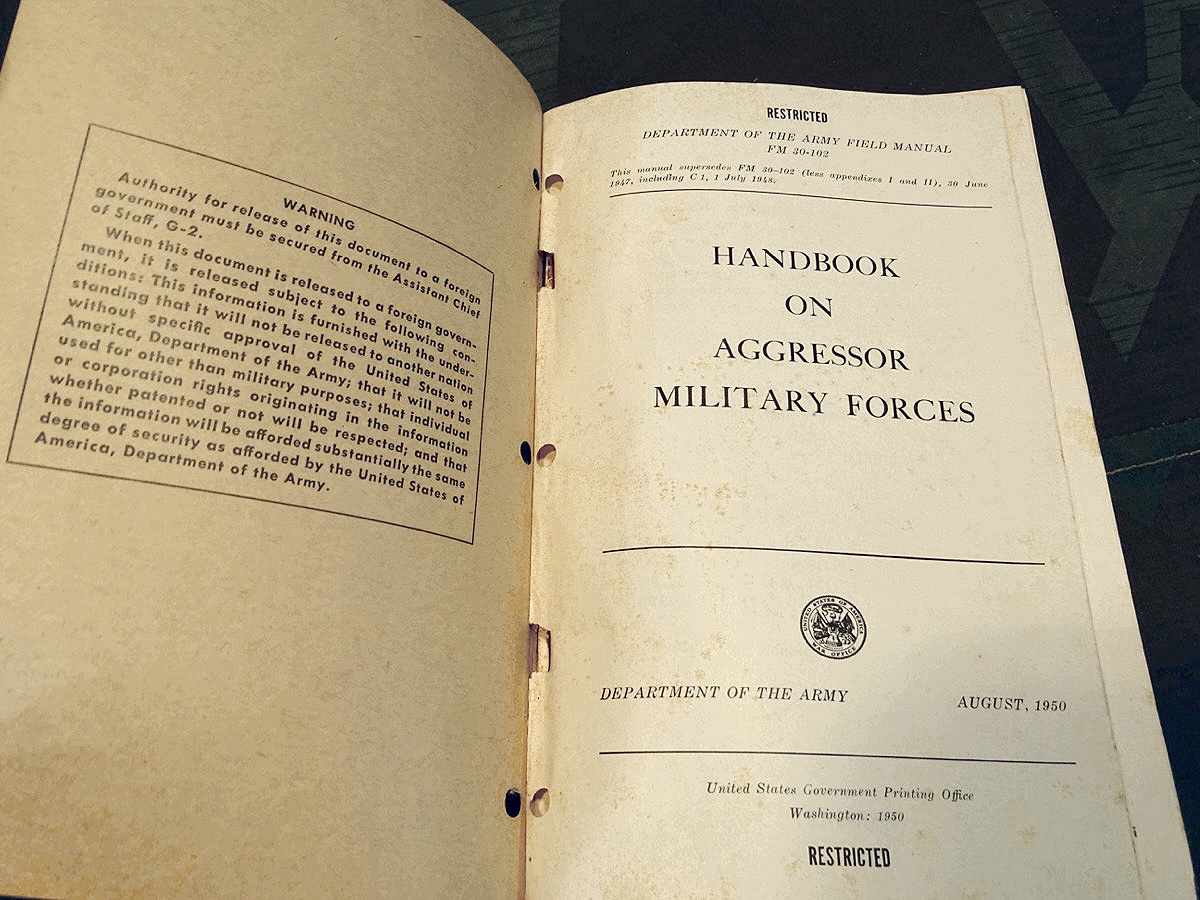 WARNING
Authority for release of this document to a foreign
government must be secured from the Assistant Chief
of Staff, G-2.
When this document is released to a foreign govern-
ment, it is released subject to the following con-
ditions: This information is furnished with the under-
standing that it will not be released to another nation
without specific approval of the United States of
America, Department of the Army; that it will not be
used for other than military purposes; that individual
or corporation rights originating in the information
whether patented or not will be respected; and that
the information will be afforded substantially the same
degree of security as afforded by the United States of
America, Department of the Army.
RESTRICTED
DEPARTMENT OF THE ARMY FIELD MANUAL
FM 30-102
This manual supersedes FM 30–102 (less appendixes I and II), 30 June
1947, including C 1, 1 July 1948.
HANDBOOK
ON
AGGRESSOR
MILITARY FORCES
UNITED STATES OF AMERICA
WAR OFFICE
DEPARTMENT OF THE ARMY AUGUST, 1950
United States Government Printing Office
Washington: 1950
RESTRICTED
i